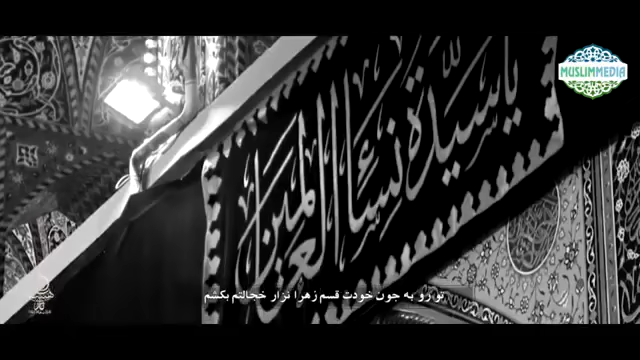 MUSLIMMEDIA
یا سیدة نساء العالمین
تو رو به جون خودت قسم زهرا نزار خجالتم بکشم